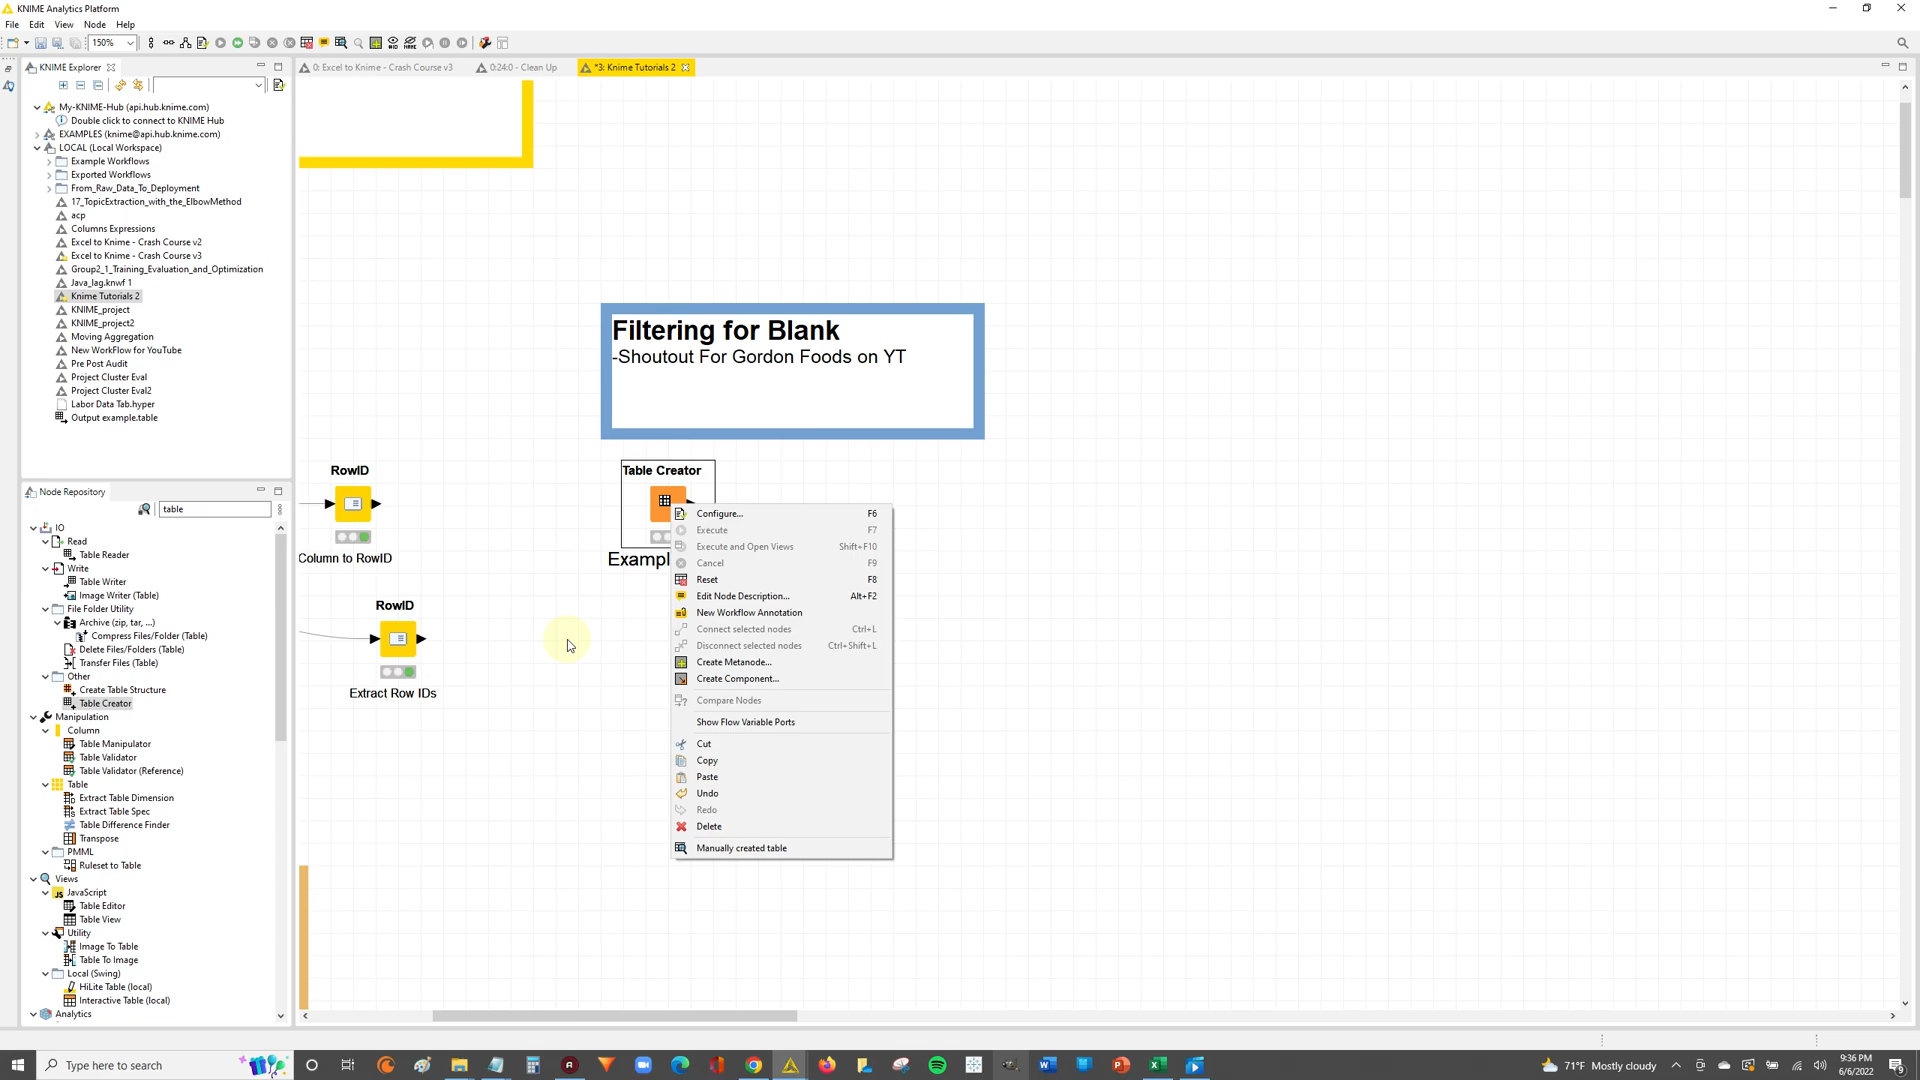 KNIME Analytics Platform
File Edit View Node Help
150%
KNIME Explorer
0: Excel to Knime - Crash Course v3
0:24:0 - Clean Up
*3: Knime Tutorials 2
My-KNIME-Hub (api.hub.knime.com)
Double click to connect to KNIME Hub
EXAMPLES (knime@api.hub.knime.com)
LOCAL (Local Workspace)
Example Workflows
Exported Workflows
From_Raw_Data_To_Deployment
17_TopicExtraction_with_the_ElbowMethod
acp
Columns Expressions
Excel to Knime - Crash Course v2
Excel to Knime - Crash Course v3
Group2_1_Training_Evaluation_and_Optimization
Java_lag.knwf 1
Knime Tutorials 2
KNIME_project
KNIME_project2
Moving Aggregation
New WorkFlow for YouTube
Pre Post Audit
Project Cluster Eval
Project Cluster Eval2
Labor Data Tab.hyper
Output example.table
Node Repository
table
IO
Read
Table Reader
Write
Table Writer
Image Writer (Table)
File Folder Utility
Archive (zip, tar, ...)
Compress Files/Folder (Table)
Delete Files/Folders (Table)
Transfer Files (Table)
Other
Create Table Structure
Table Creator
Manipulation
Column
Table Manipulator
Table Validator
Table Validator (Reference)
Table
Extract Table Dimension
Extract Table Spec
Table Difference Finder
Transpose
PMML
Ruleset to Table
Views
JavaScript
Table Editor
Table View
Utility
Image To Table
Table To Image
Local (Swing)
HiLite Table (local)
Interactive Table (local)
Analytics
Filtering for Blank
-Shoutout For Gordon Foods on YT
RowID
Column to RowID
RowID
Extract Row IDs
Table Creator
Exampl
Configure... F6
Execute F7
Execute and Open Views Shift+F10
Cancel F9
Reset F8
Edit Node Description... Alt+F2
New Workflow Annotation
Connect selected nodes Ctrl+L
Disconnect selected nodes Ctrl+Shift+L
Create Metanode...
Create Component...
Compare Nodes
Show Flow Variable Ports
Cut
Copy
Paste
Undo
Redo
Delete
Manually created table
Type here to search
71°F Mostly cloudy
9:36 PM
6/6/2022